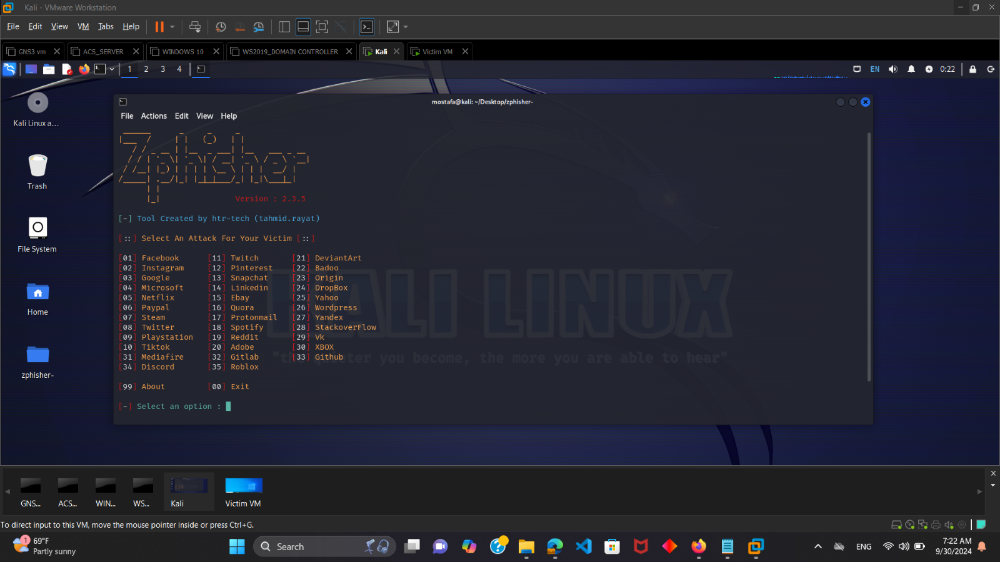 Kali - VMware Workstation
File Edit View VM Tabs Help
GNS3 vm ACS_SERVER WINDOWS 10 WS2019_DOMAIN CONTROLLER Kali Victim VM
1 2 3 4 EN 0:22
mostafa@kali: ~/Desktop/zphisher-
File Actions Edit View Help
Zphisher
Version : 2.3.5
[-] Tool Created by htr-tech (tahmid.rayat)
[::] Select An Attack For Your Victim [::]
[01] Facebook [11] Twitch [21] DeviantArt
[02] Instagram [12] Pinterest [22] Badoo
[03] Google [13] Snapchat [23] Origin
[04] Microsoft [14] Linkedin [24] DropBox
[05] Netflix [15] Ebay [25] Yahoo
[06] Paypal [16] Quora [26] Wordpress
[07] Steam [17] Protonmail [27] Yandex
[08] Twitter [18] Spotify [28] StackoverFlow
[09] Playstation [19] Reddit [29] Vk
[10] Tiktok [20] Adobe [30] XBOX
[31] Mediafire [32] Gitlab [33] Github
[34] Discord [35] Roblox
[99] About [00] Exit
[-] Select an option :
KALI LINUX
"the quieter you become, the more you are able to hear"
Kali Linux a...
Trash
File System
Home
zphisher-
GNS... ACS... WIN... WS... Kali Victim VM
To direct input to this VM, move the mouse pointer inside or press Ctrl+G.
1
69°F
Partly sunny
Search
ENG
7:22 AM
9/30/2024